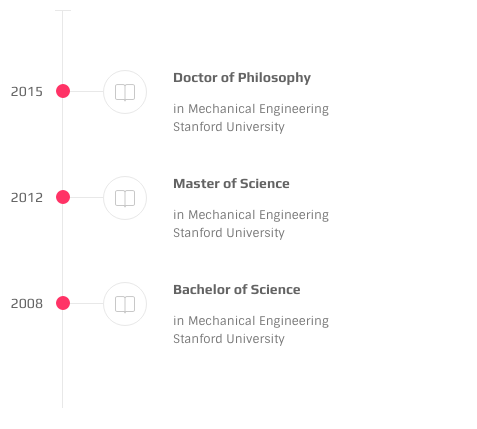 2015
Doctor of Philosophy
in Mechanical Engineering
Stanford University
2012
Master of Science
in Mechanical Engineering
Stanford University
2008
Bachelor of Science
in Mechanical Engineering
Stanford University